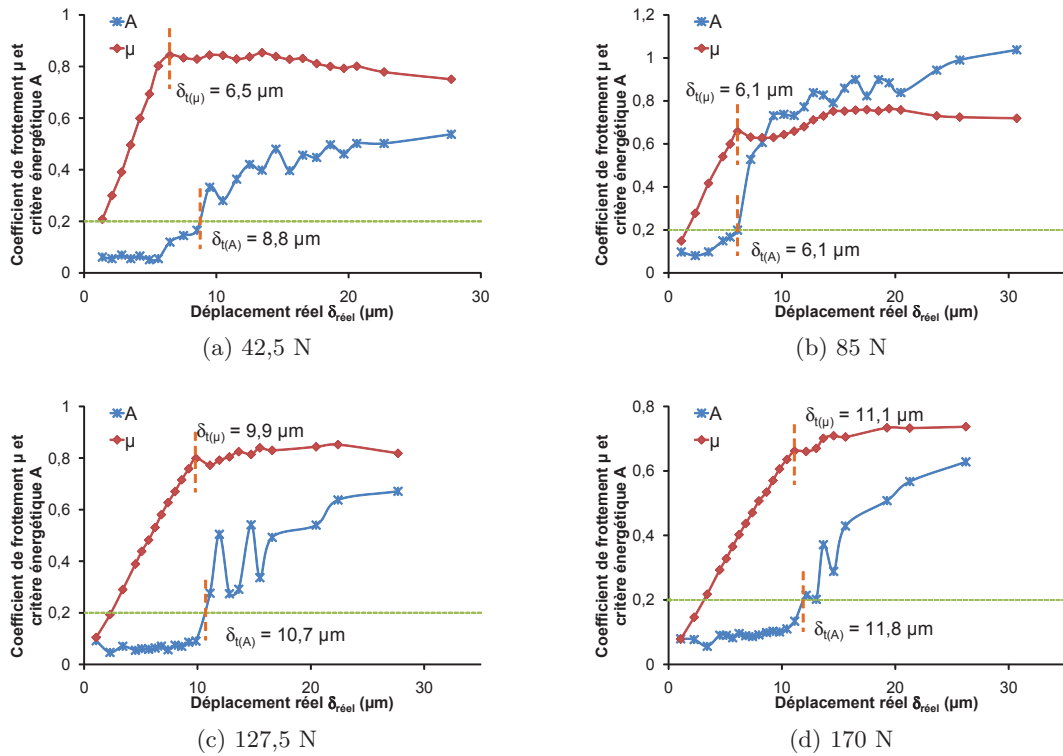 Coefficient de frottement μ et
critère énergétique A
1
0,8
0,6
0,4
0,2
0
A
μ
δt(μ) = 6,5 μm
δt(A) = 8,8 μm
0 10 20 30
Déplacement réel δréel (μm)
(a) 42,5 N
Coefficient de frottement μ et
critère énergétique A
1,2
1
0,8
0,6
0,4
0,2
0
A
μ
δt(μ) = 6,1 μm
δt(A) = 6,1 μm
0 10 20 30
Déplacement réel δréel (μm)
(b) 85 N
Coefficient de frottement μ et
critère énergétique A
1
0,8
0,6
0,4
0,2
0
A
μ
δt(μ) = 9,9 μm
δt(A) = 10,7 μm
0 10 20 30
Déplacement réel δréel (μm)
(c) 127,5 N
Coefficient de frottement μ et
critère énergétique A
0,8
0,6
0,4
0,2
0
A
μ
δt(μ) = 11,1 μm
δt(A) = 11,8 μm
0 10 20 30
Déplacement réel δréel (μm)
(d) 170 N